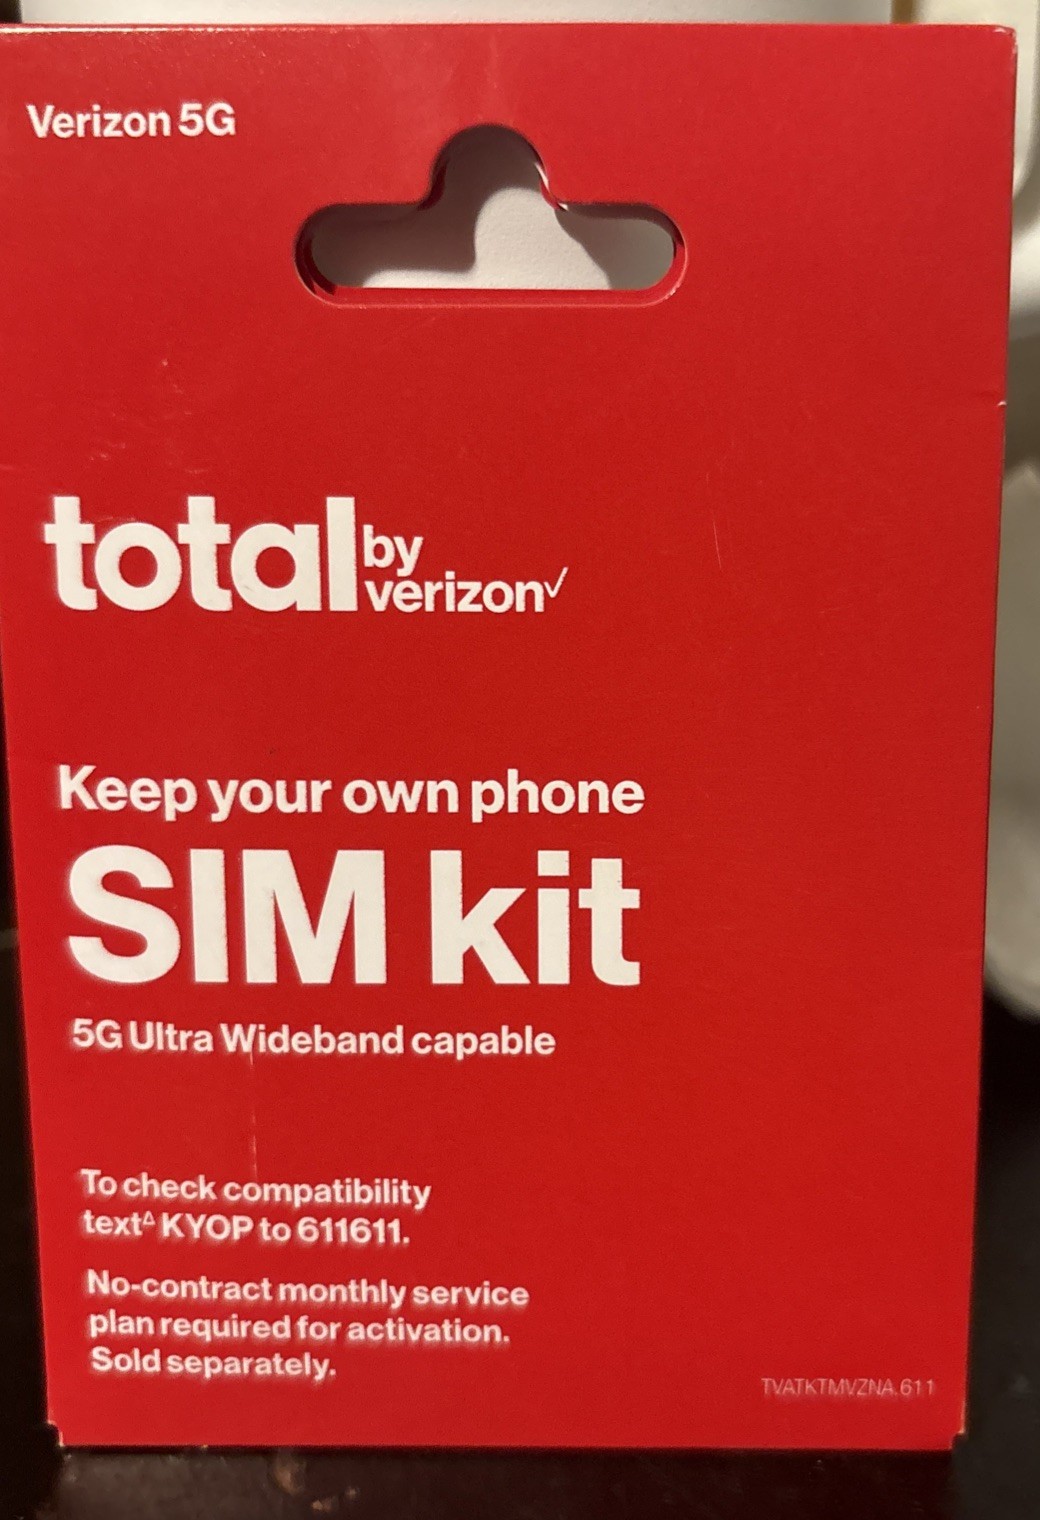 Verizon 5G
total by
verizon✓
Keep your own phone
SIM kit
5G Ultra Wideband capable
To check compatibility
text∆ KYOP to 611611.
No-contract monthly service
plan required for activation.
Sold separately.
TVATKTMVZNA.611